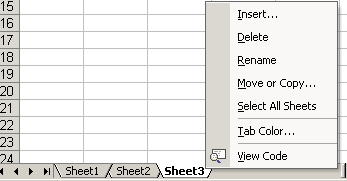 15
16
17
18
19
20
21
22
23
24
Insert...
Delete
Rename
Move or Copy...
Select All Sheets
Tab Color...
View Code
Sheet1 Sheet2 Sheet3